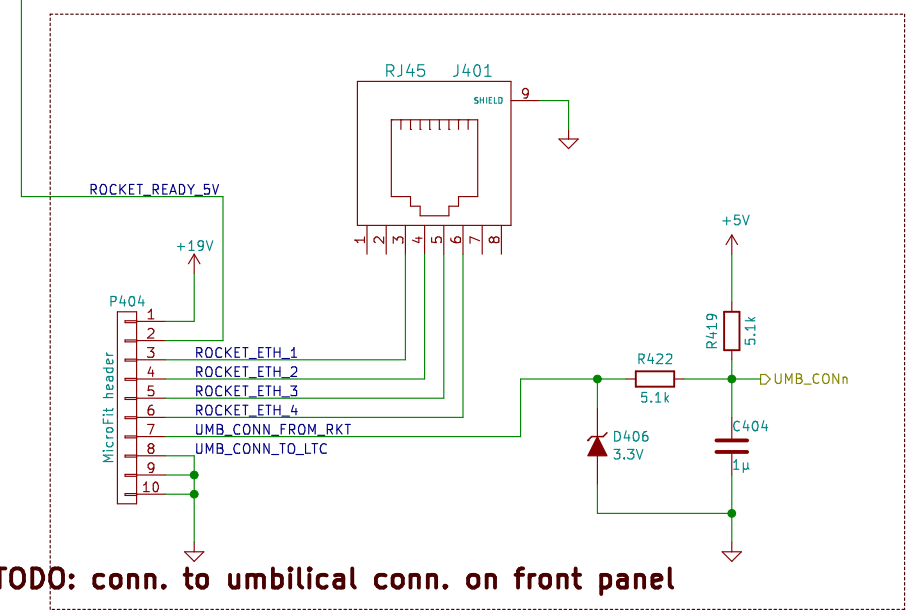 RJ45 J401
SHIELD
9
1 2 3 4 5 6 7 8
ROCKET_READY_5V
+19V
P404
MicroFit header
1
2
3 ROCKET_ETH_1
4 ROCKET_ETH_2
5 ROCKET_ETH_3
6 ROCKET_ETH_4
7 UMB_CONN_FROM_RKT
8 UMB_CONN_TO_LTC
9
10
+5V
R419
5.1k
R422
5.1k
UMB_CONn
D406
3.3V
C404
1µ
TODO: conn. to umbilical conn. on front panel